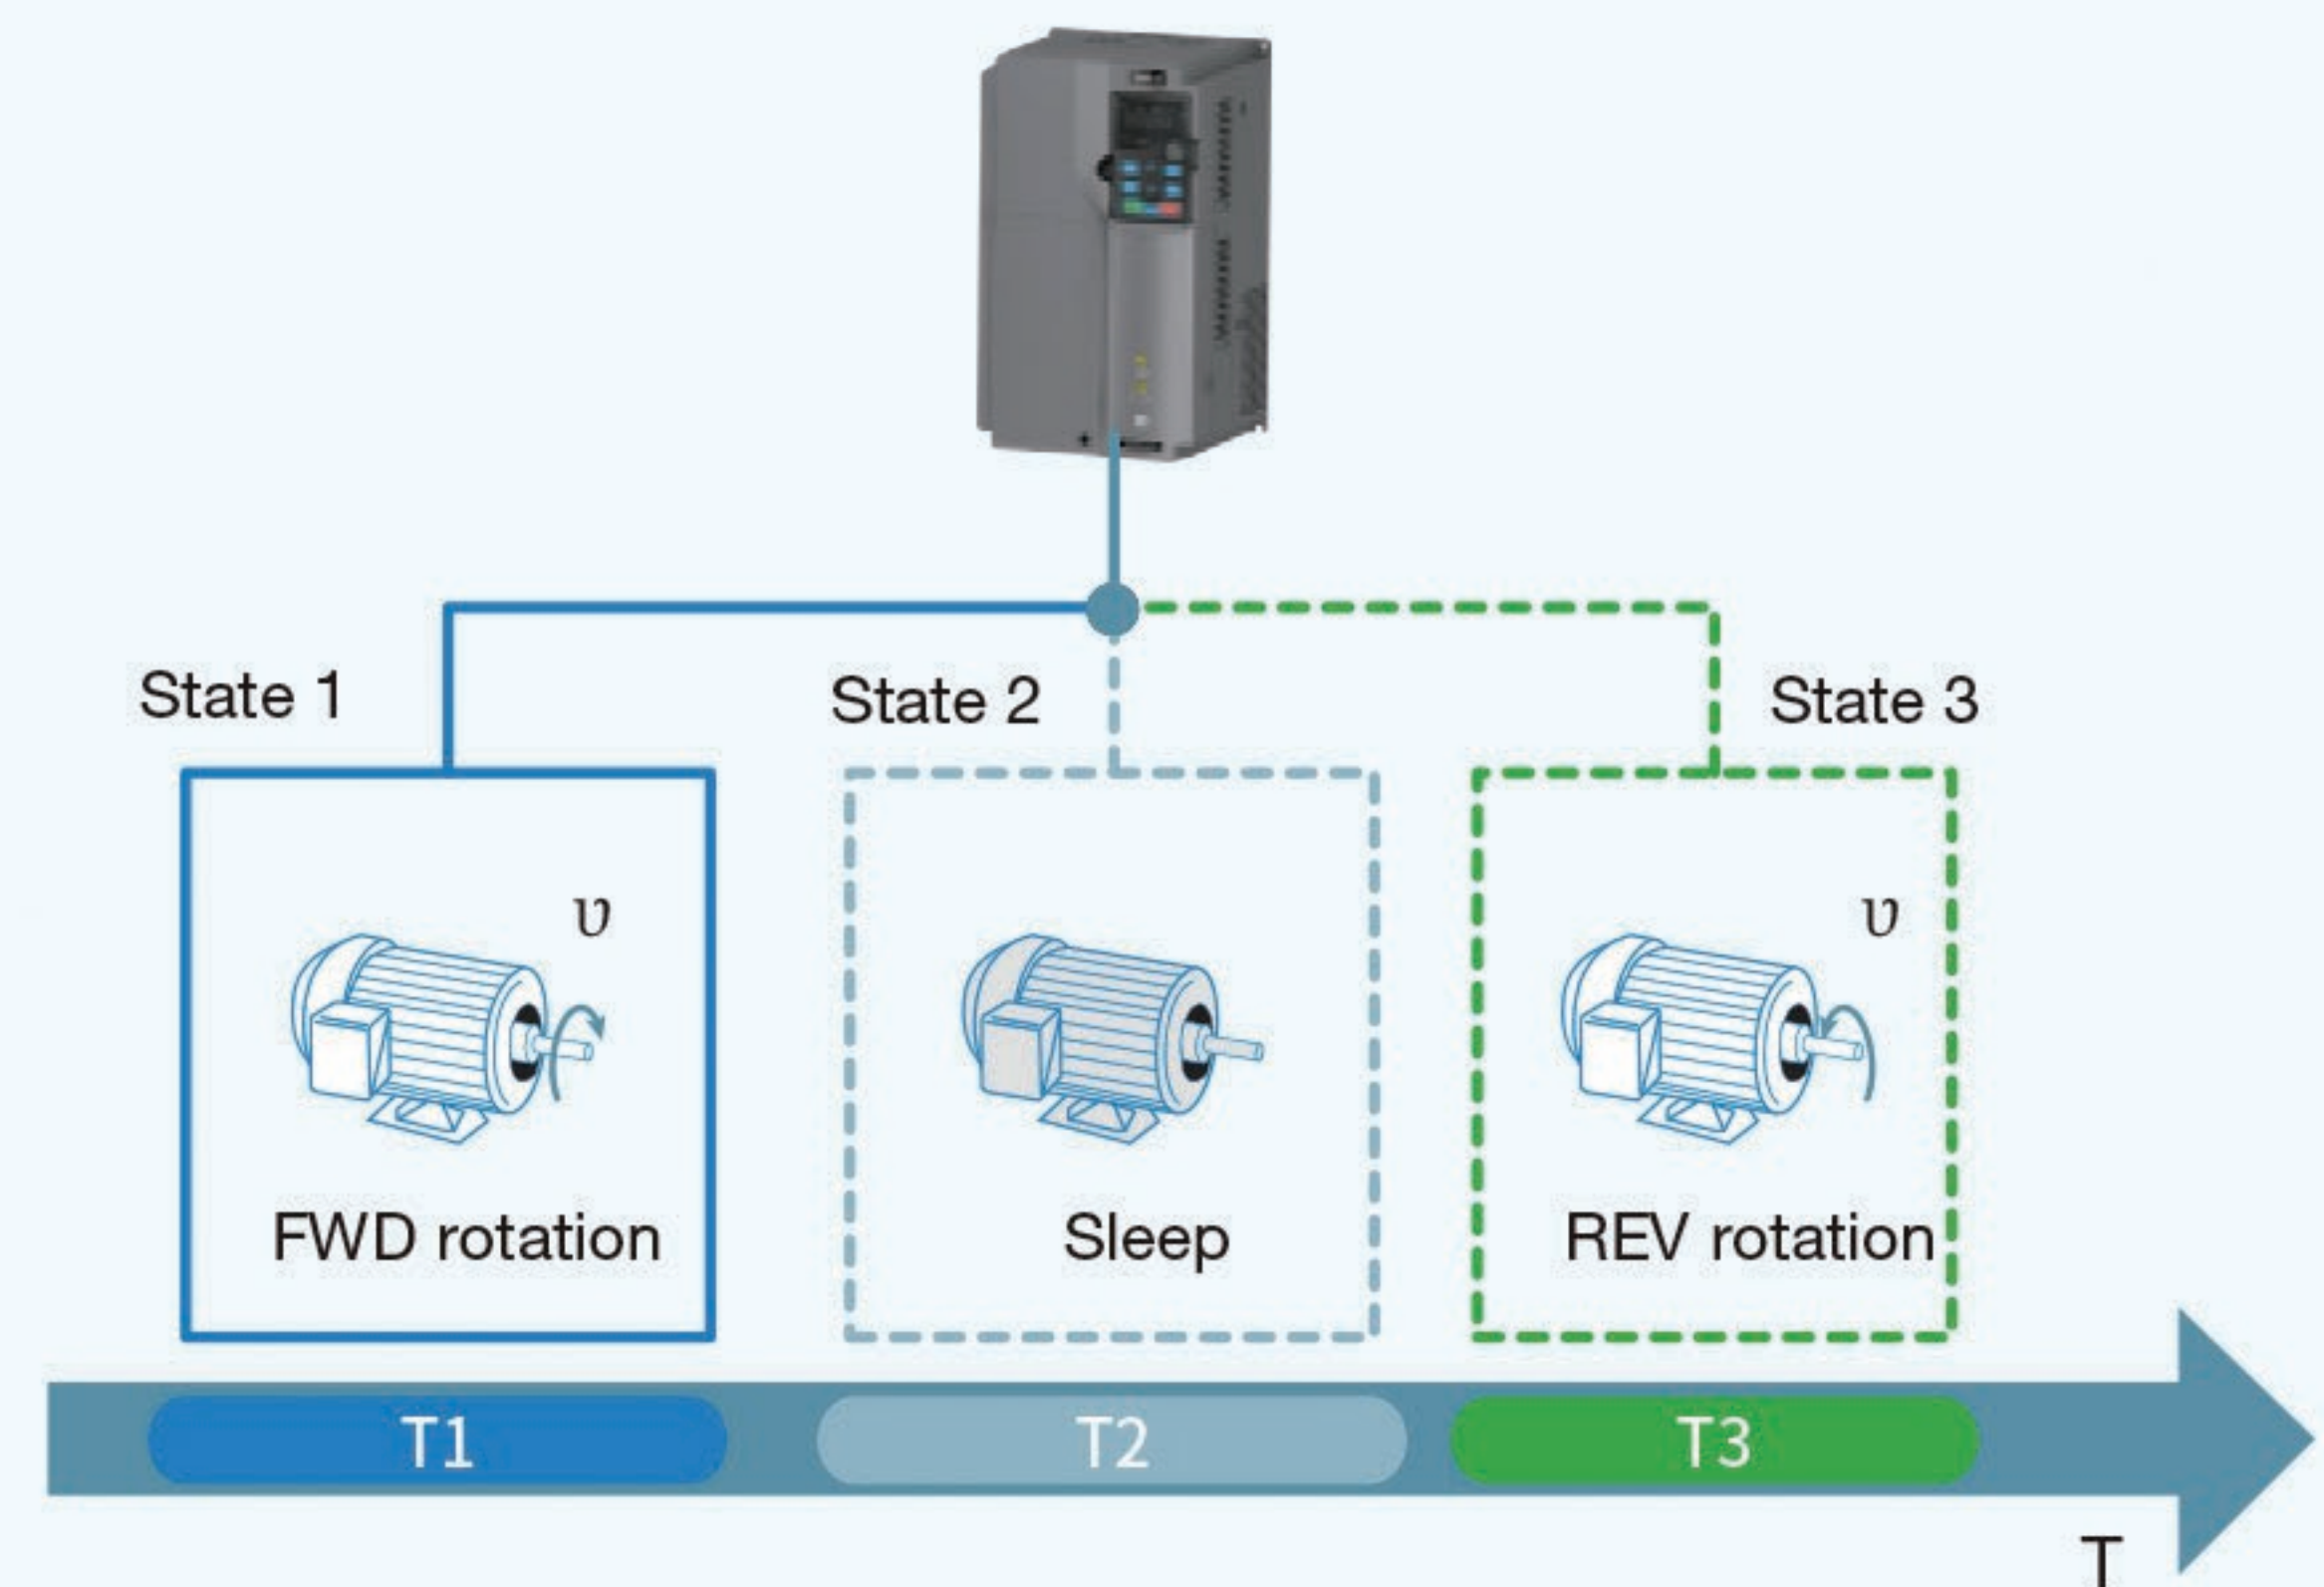 State 1
State 2
State 3
υ
υ
FWD rotation
Sleep
REV rotation
T1
T2
T3
T